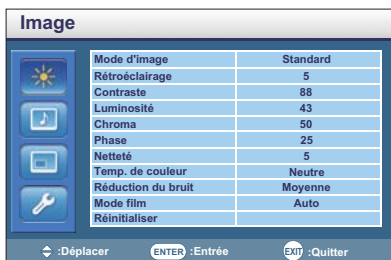 Image
Mode d'image Standard
Rétroéclairage 5
Contraste 88
Luminosité 43
Chroma 50
Phase 25
Netteté 5
Temp. de couleur Neutre
Réduction du bruit Moyenne
Mode film Auto
Réinitialiser
:Déplacer ENTER :Entrée EXIT :Quitter